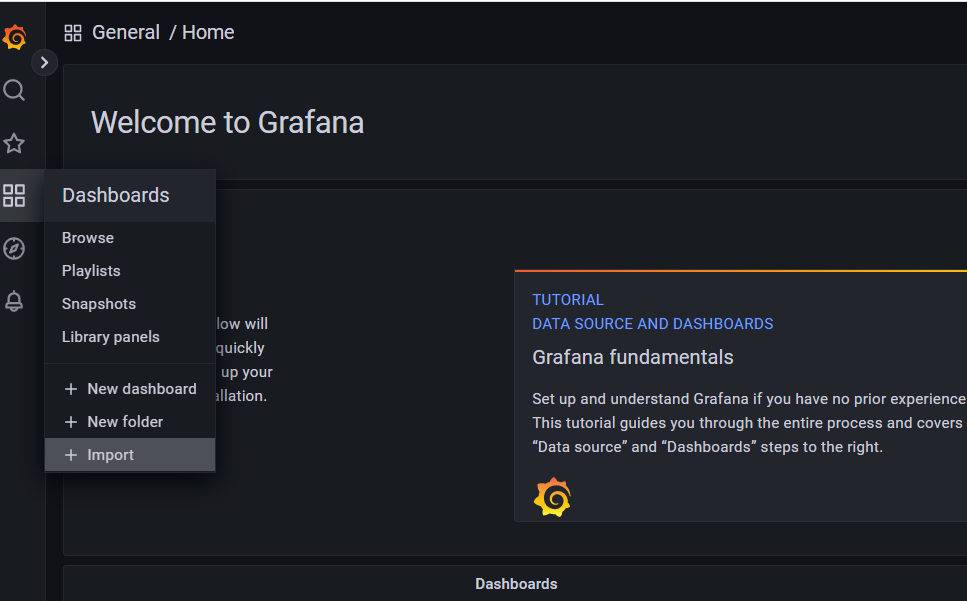 General / Home
Welcome to Grafana
Dashboards
Browse
Playlists
Snapshots
Library panels
+ New dashboard
+ New folder
+ Import
will
quickly
up your
TUTORIAL
DATA SOURCE AND DASHBOARDS
Grafana fundamentals
Set up and understand Grafana if you have no prior experience
This tutorial guides you through the entire process and covers
“Data source” and “Dashboards” steps to the right.
Dashboards